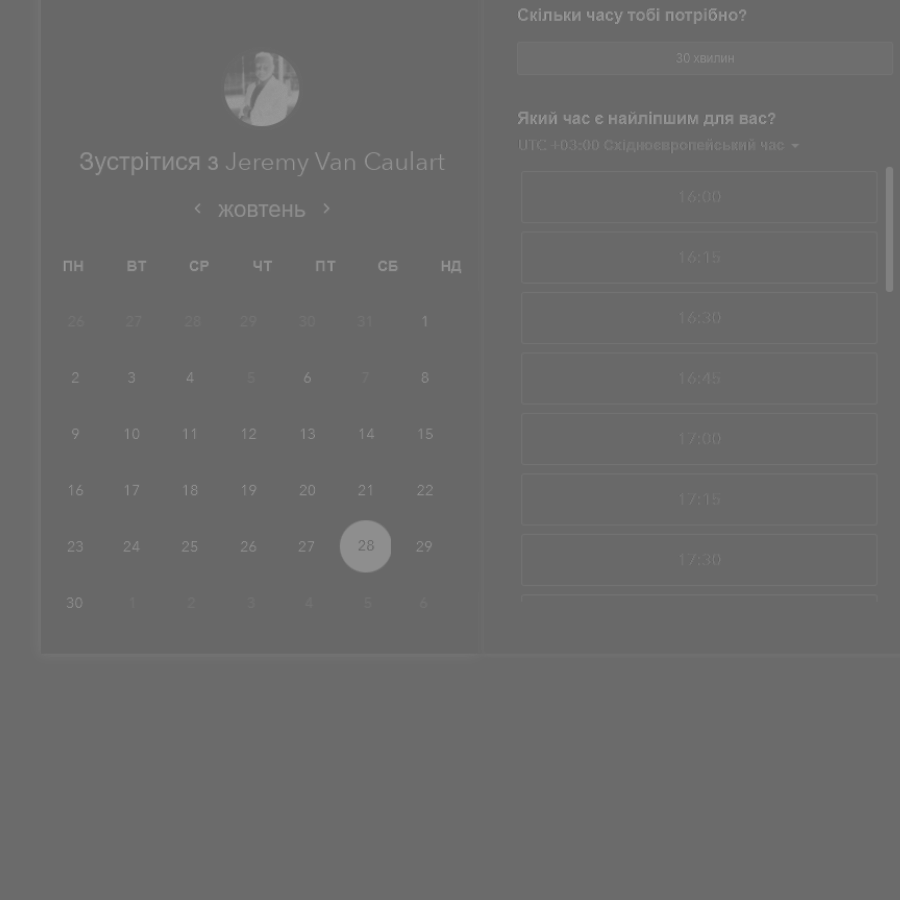 Зустрітися з Jeremy Van Caulart
жовтень
ПН ВТ СР ЧТ ПТ СБ НД
26 27 28 29 30 31 1
2 3 4 5 6 7 8
9 10 11 12 13 14 15
16 17 18 19 20 21 22
23 24 25 26 27 28 29
30 1 2 3 4 5 6
Скільки часу тобі потрібно?
30 хвилин
Який час є найліпшим для вас?
UTC +03:00 Східноєвропейський час
16:00
16:15
16:30
16:45
17:00
17:15
17:30